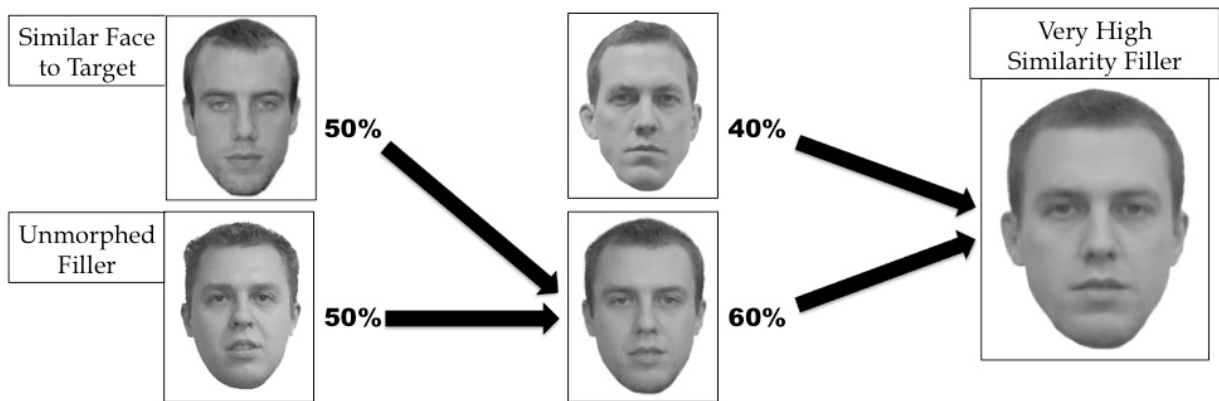 Similar Face
to Target
50%
40%
Very High
Similarity Filler
Unmorphed
Filler
50%
60%